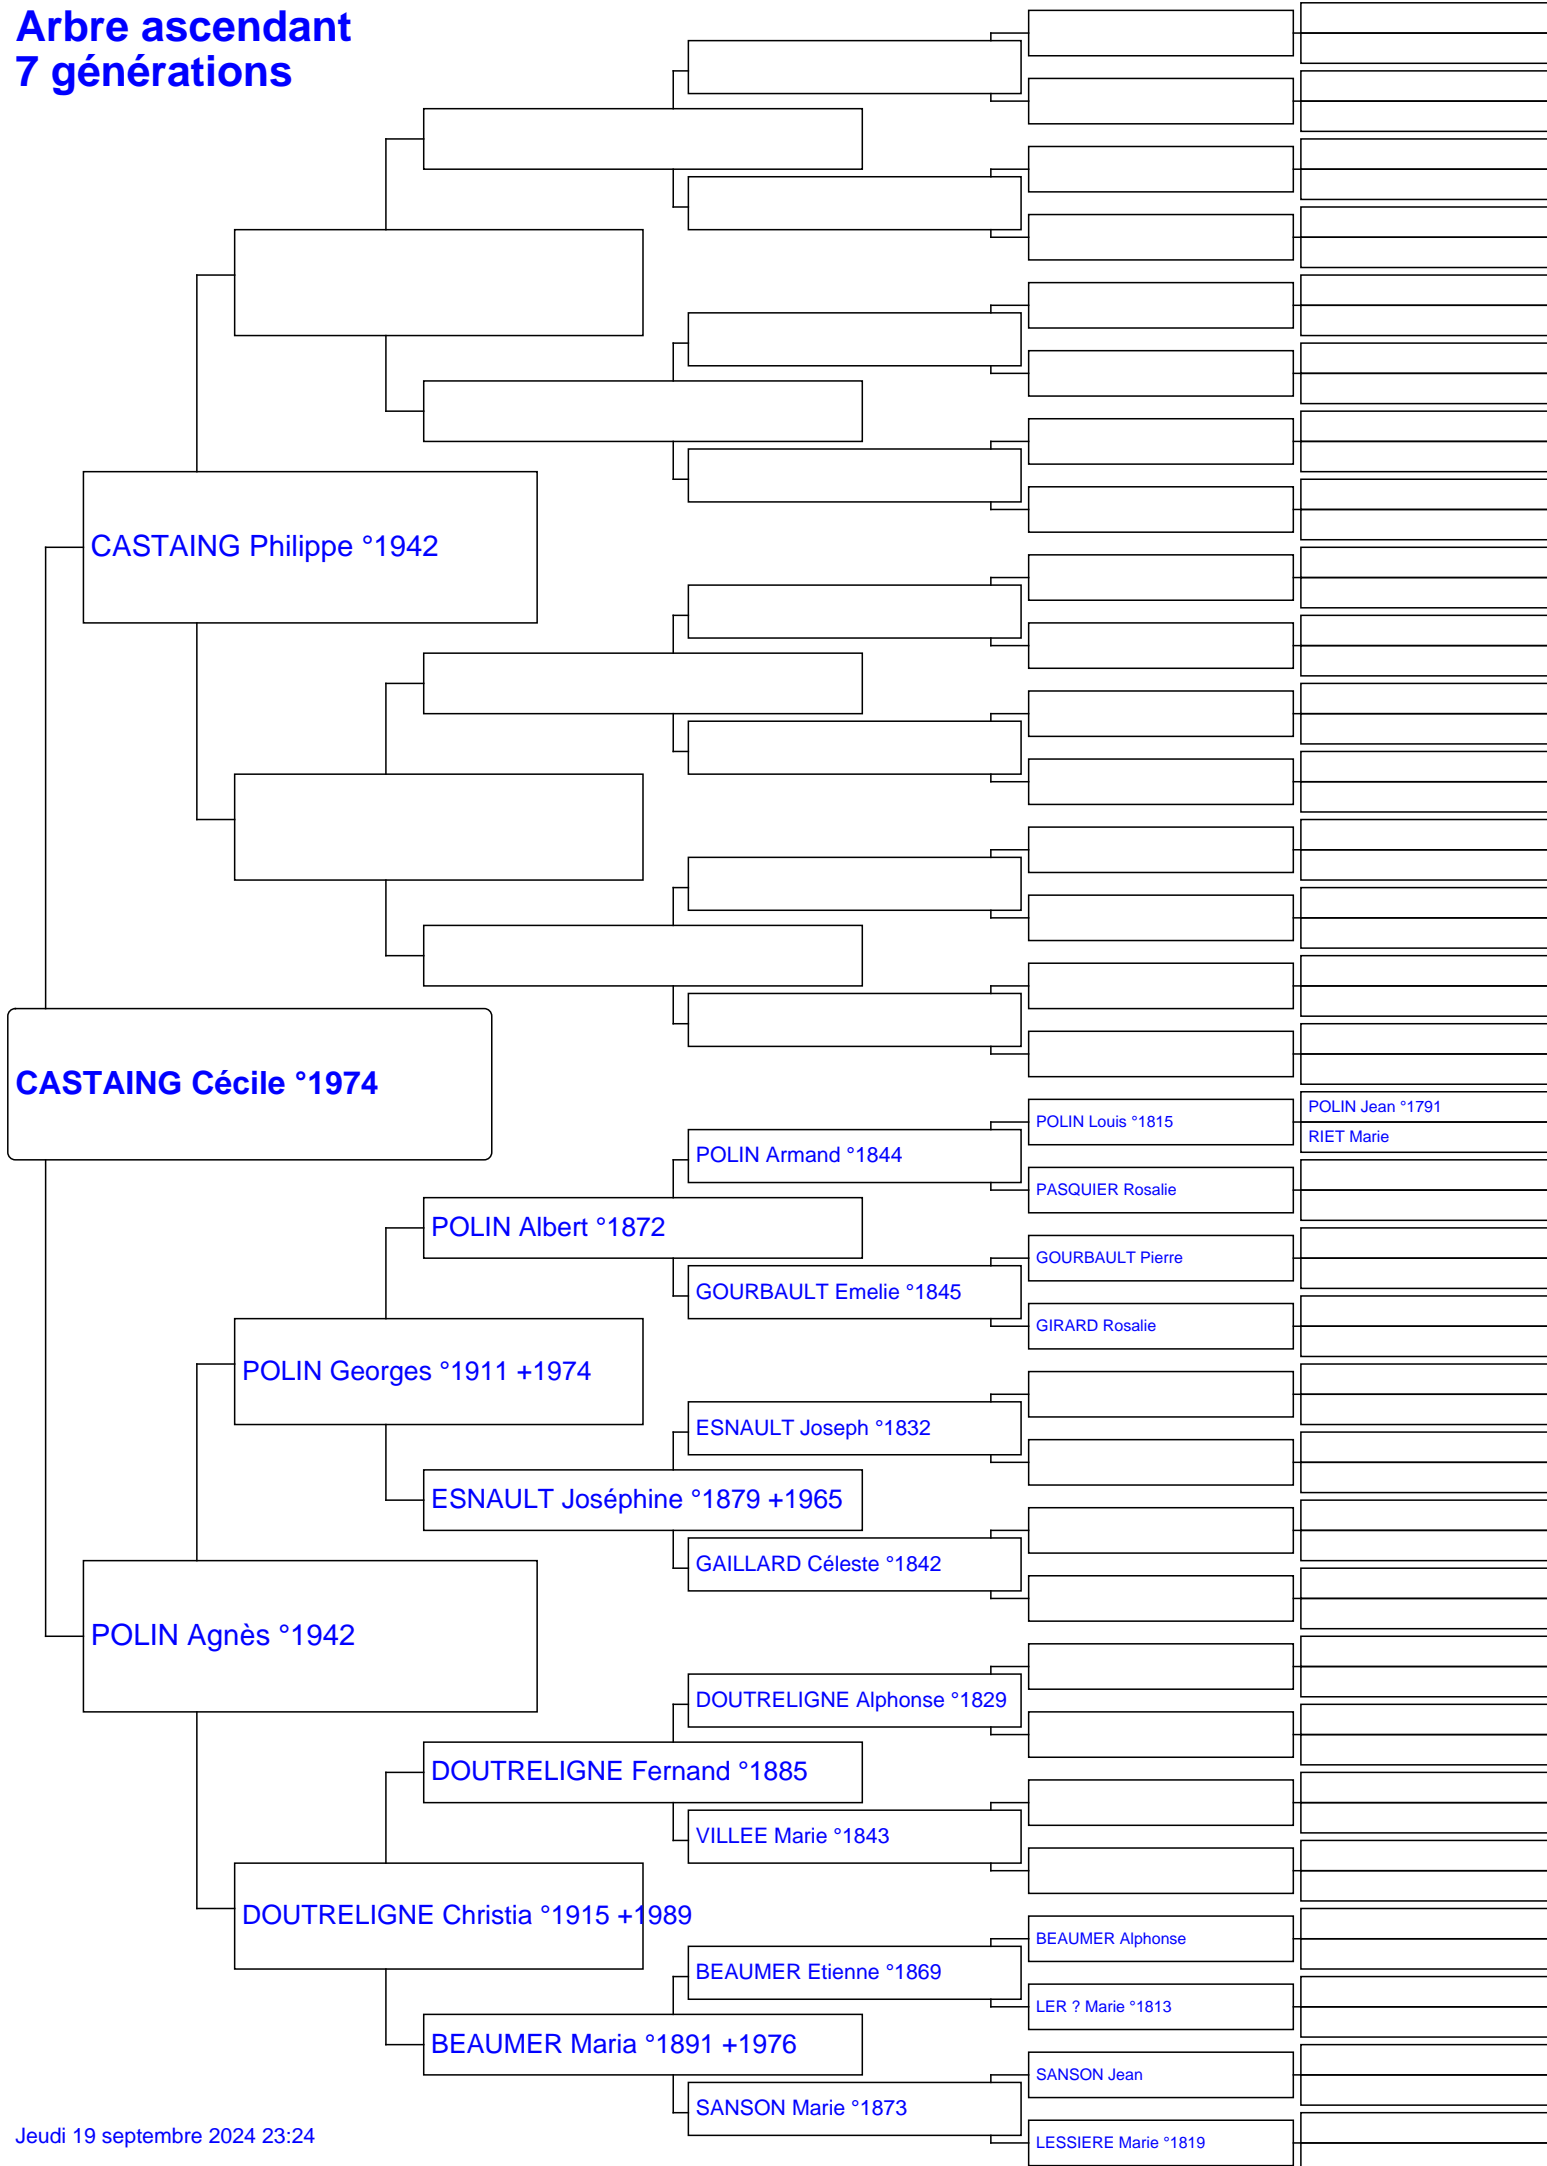 Arbre ascendant
7 générations
CASTAING Philippe °1942
CASTAING Cécile °1974
POLIN Jean °1791
POLIN Louis °1815
RIET Marie
POLIN Armand °1844
PASQUIER Rosalie
POLIN Albert °1872
GOURBAULT Pierre
GOURBAULT Emelie °1845
GIRARD Rosalie
POLIN Georges °1911 +1974
ESNAULT Joseph °1832
ESNAULT Joséphine °1879 +1965
GAILLARD Céleste °1842
POLIN Agnès °1942
DOUTRELIGNE Alphonse °1829
DOUTRELIGNE Fernand °1885
VILLEE Marie °1843
DOUTRELIGNE Christia °1915 +1989
BEAUMER Alphonse
BEAUMER Etienne °1869
LER ? Marie °1813
BEAUMER Maria °1891 +1976
SANSON Jean
SANSON Marie °1873
LESSIERE Marie °1819
Jeudi 19 septembre 2024 23:24